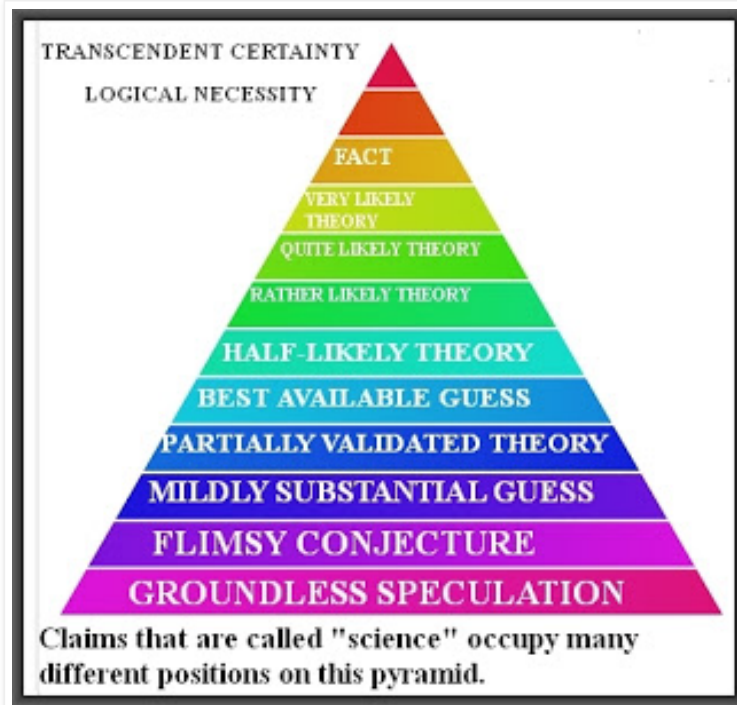 TRANSCENDENT CERTAINTY
LOGICAL NECESSITY
FACT
VERY LIKELY
THEORY
QUITE LIKELY THEORY
RATHER LIKELY THEORY
HALF-LIKELY THEORY
BEST AVAILABLE GUESS
PARTIALLY VALIDATED THEORY
MILDLY SUBSTANTIAL GUESS
FLIMSY CONJECTURE
GROUNDLESS SPECULATION
Claims that are called "science" occupy many
different positions on this pyramid.